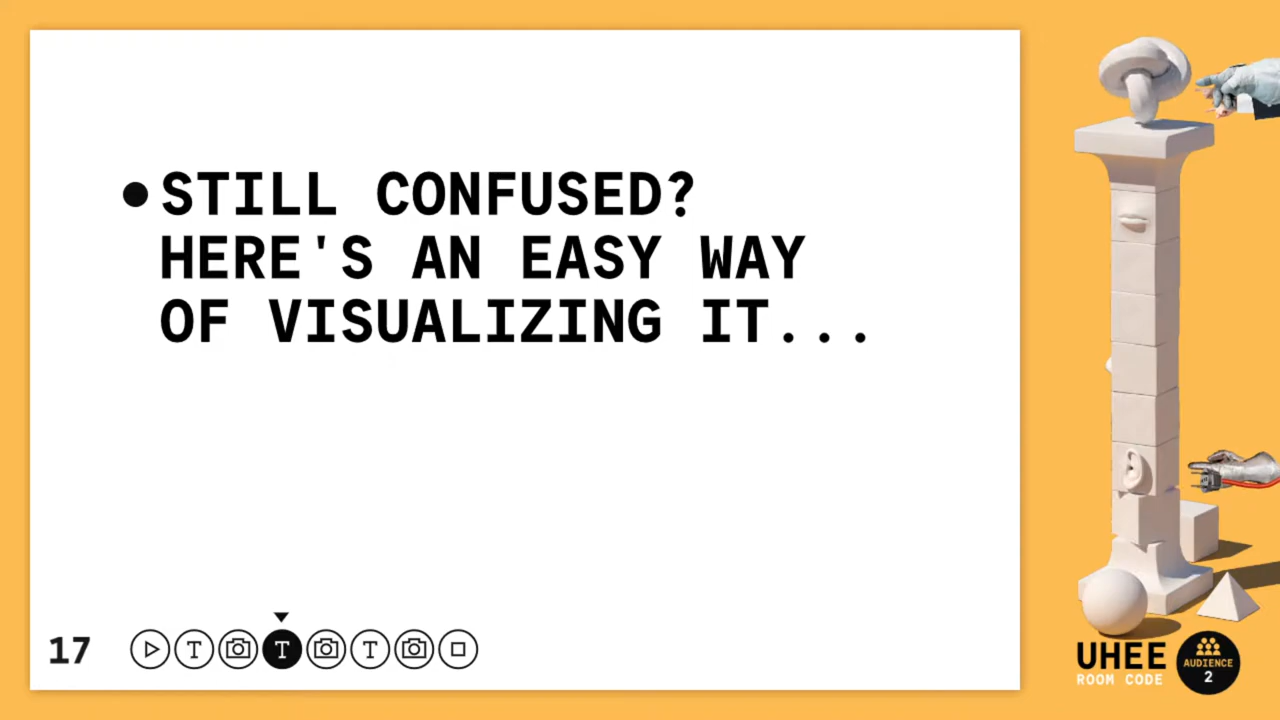 STILL CONFUSED?
HERE'S AN EASY WAY
OF VISUALIZING IT...
17
T
T
T
UHEE
ROOM CODE
AUDIENCE
2